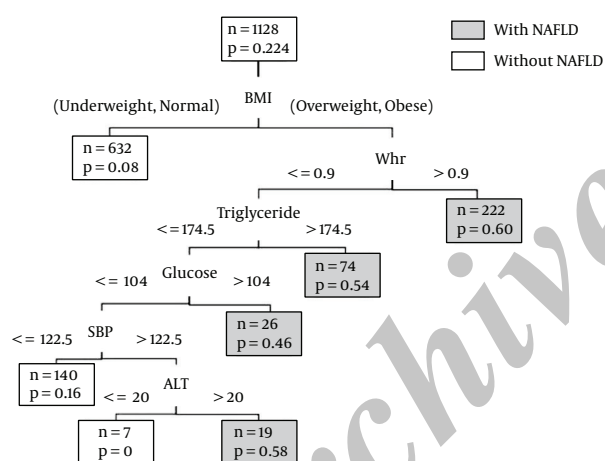 n = 1128
p = 0.224
With NAFLD
Without NAFLD
BMI
(Underweight, Normal) (Overweight, Obese)
n = 632
p = 0.08
Whr
<= 0.9 > 0.9
n = 222
p = 0.60
Triglyceride
<=174.5 >174.5
n = 74
p = 0.54
Glucose
<= 104 >104
n = 26
p = 0.46
SBP
<= 122.5 >122.5
n = 140
p = 0.16
ALT
<= 20 >20
n = 7
p = 0
n = 19
p = 0.58